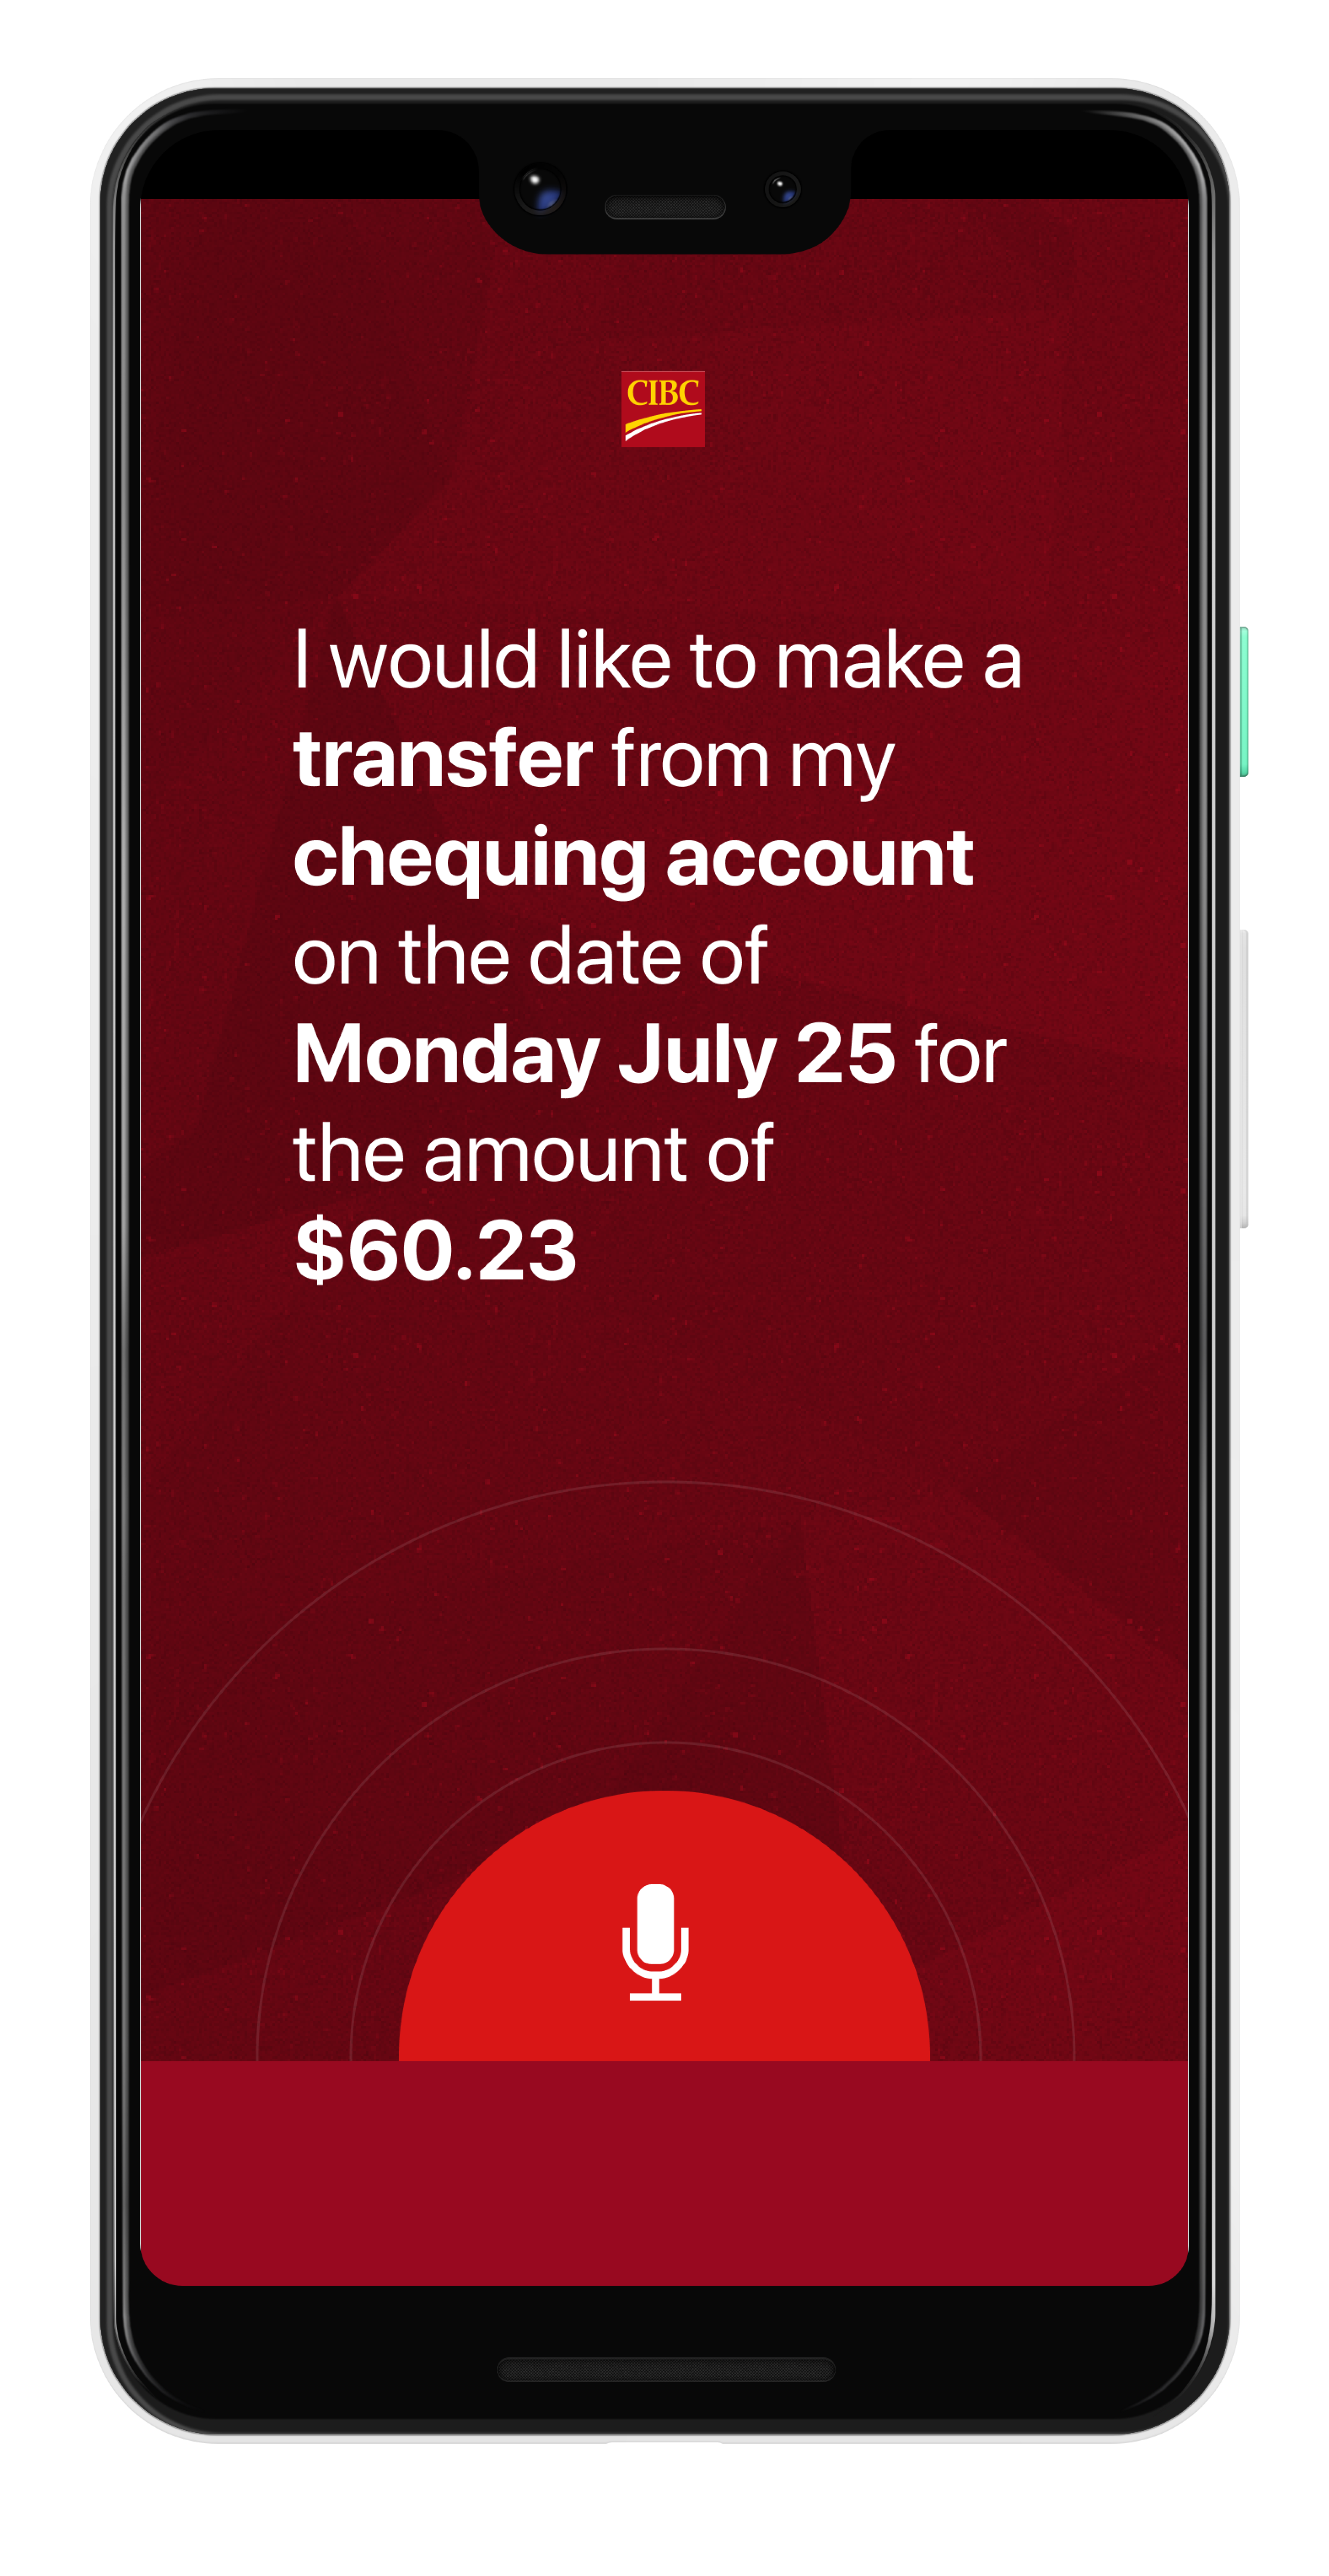 CIBC
I would like to make a
transfer from my
chequing account
on the date of
Monday July 25 for
the amount of
$60.23